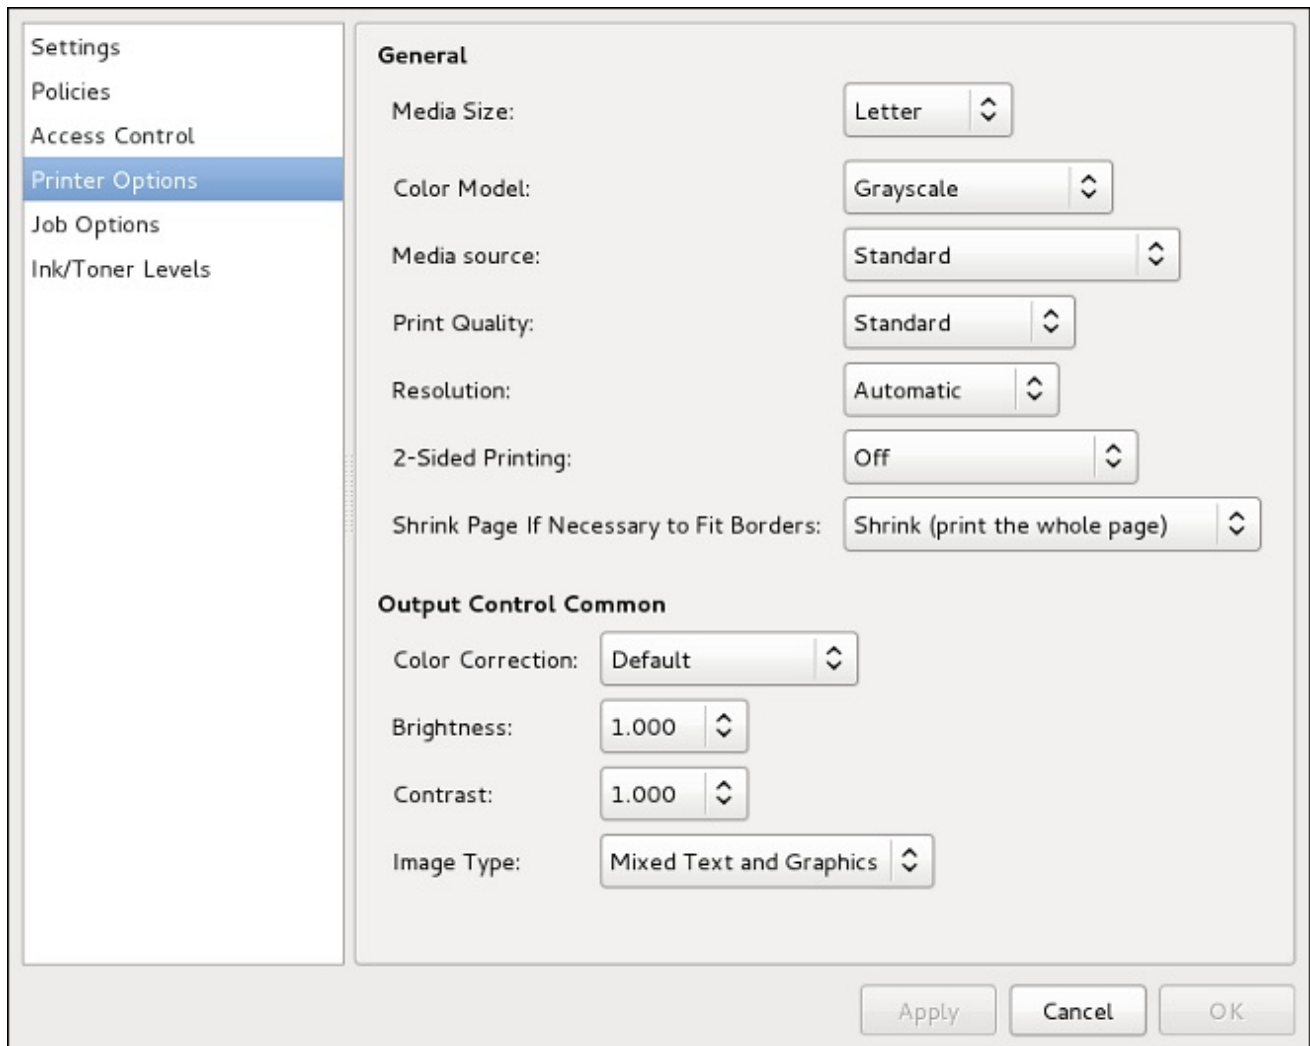 Settings
Policies
Access Control
Printer Options
Job Options
Ink/Toner Levels
General
Media Size: Letter
Color Model: Grayscale
Media source: Standard
Print Quality: Standard
Resolution: Automatic
2-Sided Printing: Off
Shrink Page If Necessary to Fit Borders: Shrink (print the whole page)
Output Control Common
Color Correction: Default
Brightness: 1.000
Contrast: 1.000
Image Type: Mixed Text and Graphics
Apply Cancel OK